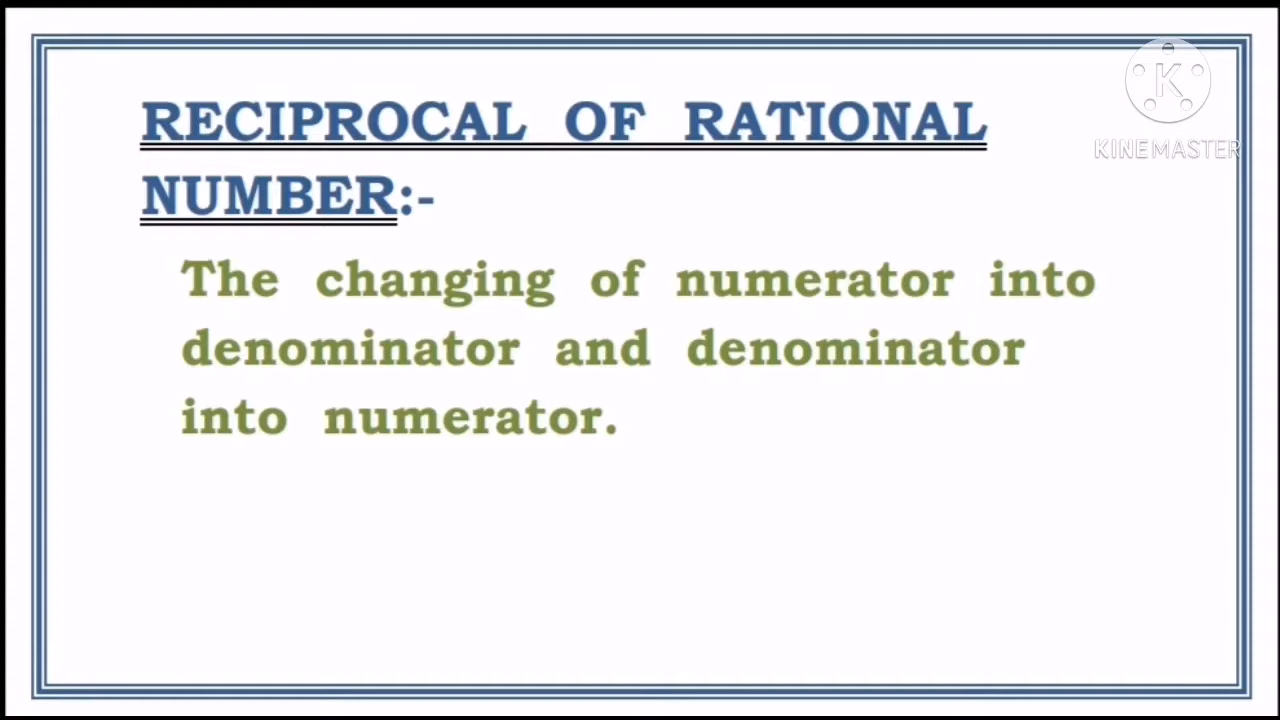 RECIPROCAL OF RATIONAL
NUMBER:-
The changing of numerator into
denominator and denominator
into numerator.
K
KINEMASTER